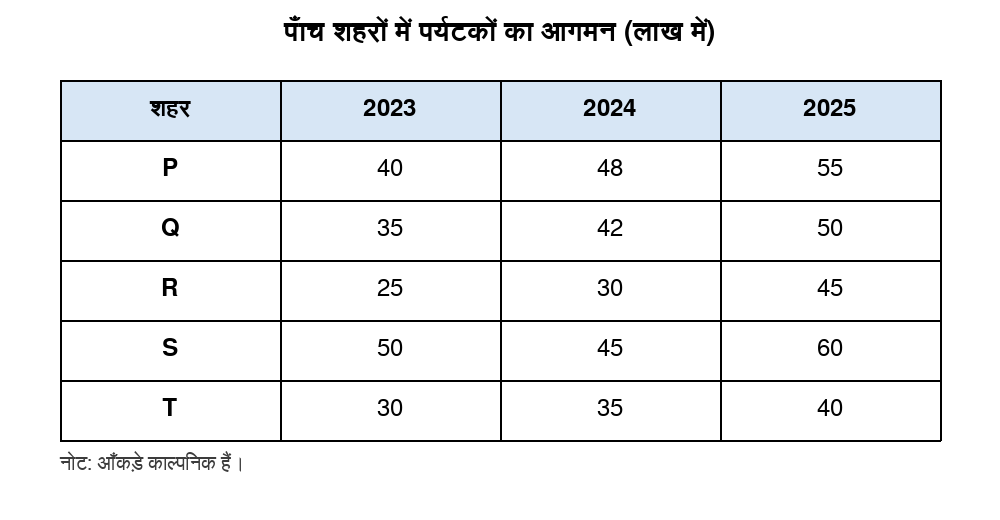 पाँच शहरों में पर्यटकों का आगमन (लाख में)
शहर 2023 2024 2025
P 40 48 55
Q 35 42 50
R 25 30 45
S 50 45 60
T 30 35 40
नोट: आँकड़े काल्पनिक हैं।